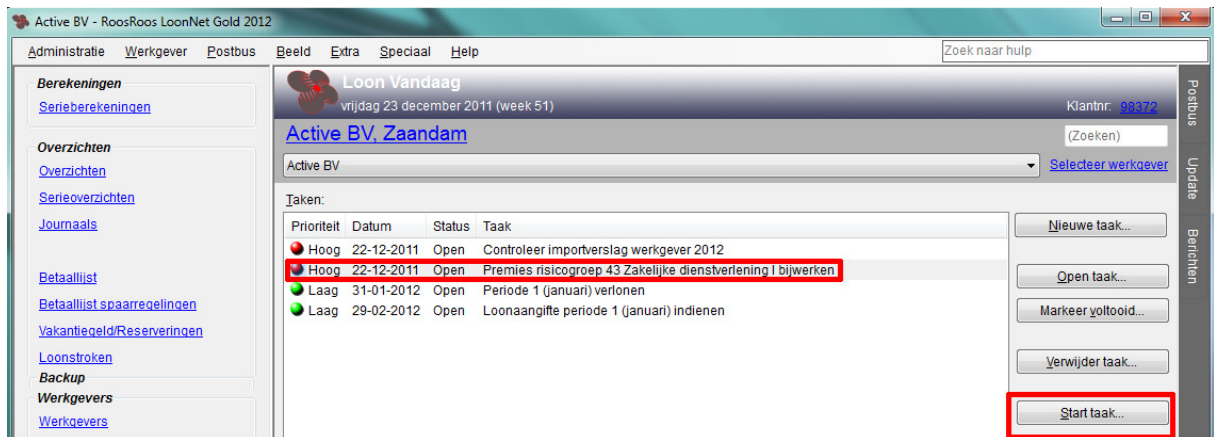 Active BV - RoosRoos LoonNet Gold 2012
Administratie Werkgever Postbus Beeld Extra Speciaal Help
Zoek naar hulp
Berekeningen
Serieberekeningen
Overzichten
Overzichten
Serieoverzichten
Journaals
Betaallijst
Betaallijst spaarregelingen
Vakantiegeld/Reserveringen
Loonstroken
Backup
Werkgevers
Werkgevers
Loon Vandaag
vrijdag 23 december 2011 (week 51)
Klantnr: 98372
Active BV, Zaandam
(Zoeken)
Active BV
Selecteer werkgever
Taken:
Prioriteit Datum Status Taak
Hoog 22-12-2011 Open Controleer importverslag werkgever 2012
Hoog 22-12-2011 Open Premies risicogroep 43 Zakelijke dienstverlening I bijwerken
Laag 31-01-2012 Open Periode 1 (januari) verlonen
Laag 29-02-2012 Open Loonaangifte periode 1 (januari) indienen
Nieuwe taak...
Open taak...
Markeer voltooid...
Verwijder taak...
Start taak...
Postbus
Update
Berichten